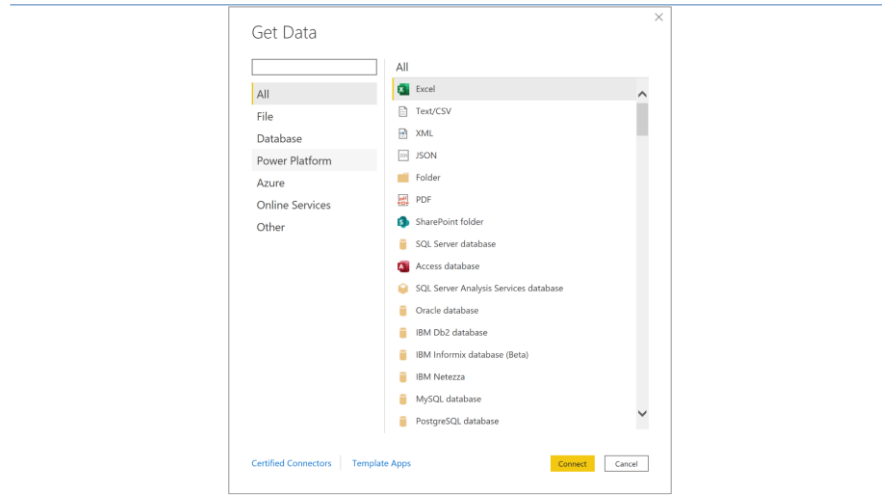 Get Data
All
File
Database
Power Platform
Azure
Online Services
Other
All
Excel
Text/CSV
XML
JSON
Folder
PDF
SharePoint folder
SQL Server database
Access database
SQL Server Analysis Services database
Oracle database
IBM Db2 database
IBM Informix database (Beta)
IBM Netezza
MySQL database
PostgreSQL database
Certified Connectors
Template Apps
Connect
Cancel